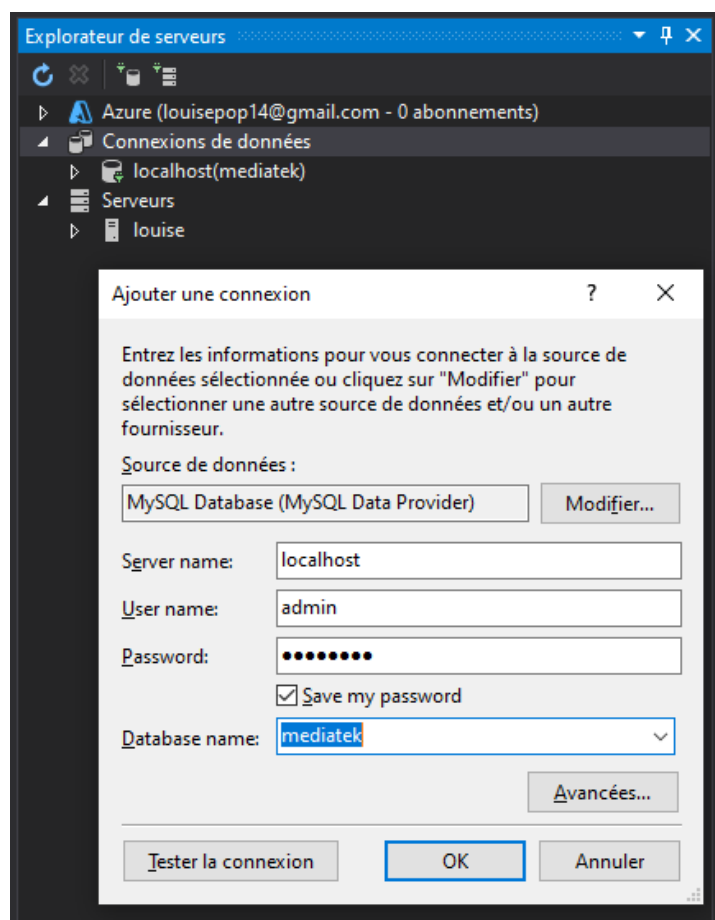 Explorateur de serveurs
Azure (louisepop14@gmail.com - 0 abonnements)
Connexions de données
localhost(mediatek)
Serveurs
louise
Ajouter une connexion ?
Entrez les informations pour vous connecter à la source de
données sélectionnée ou cliquez sur "Modifier" pour
sélectionner une autre source de données et/ou un autre
fournisseur.
Source de données :
MySQL Database (MySQL Data Provider) Modifier...
Server name: localhost
User name: admin
Password: ●●●●●●●●
Save my password
Database name: mediatek
Avancées...
Tester la connexion OK Annuler